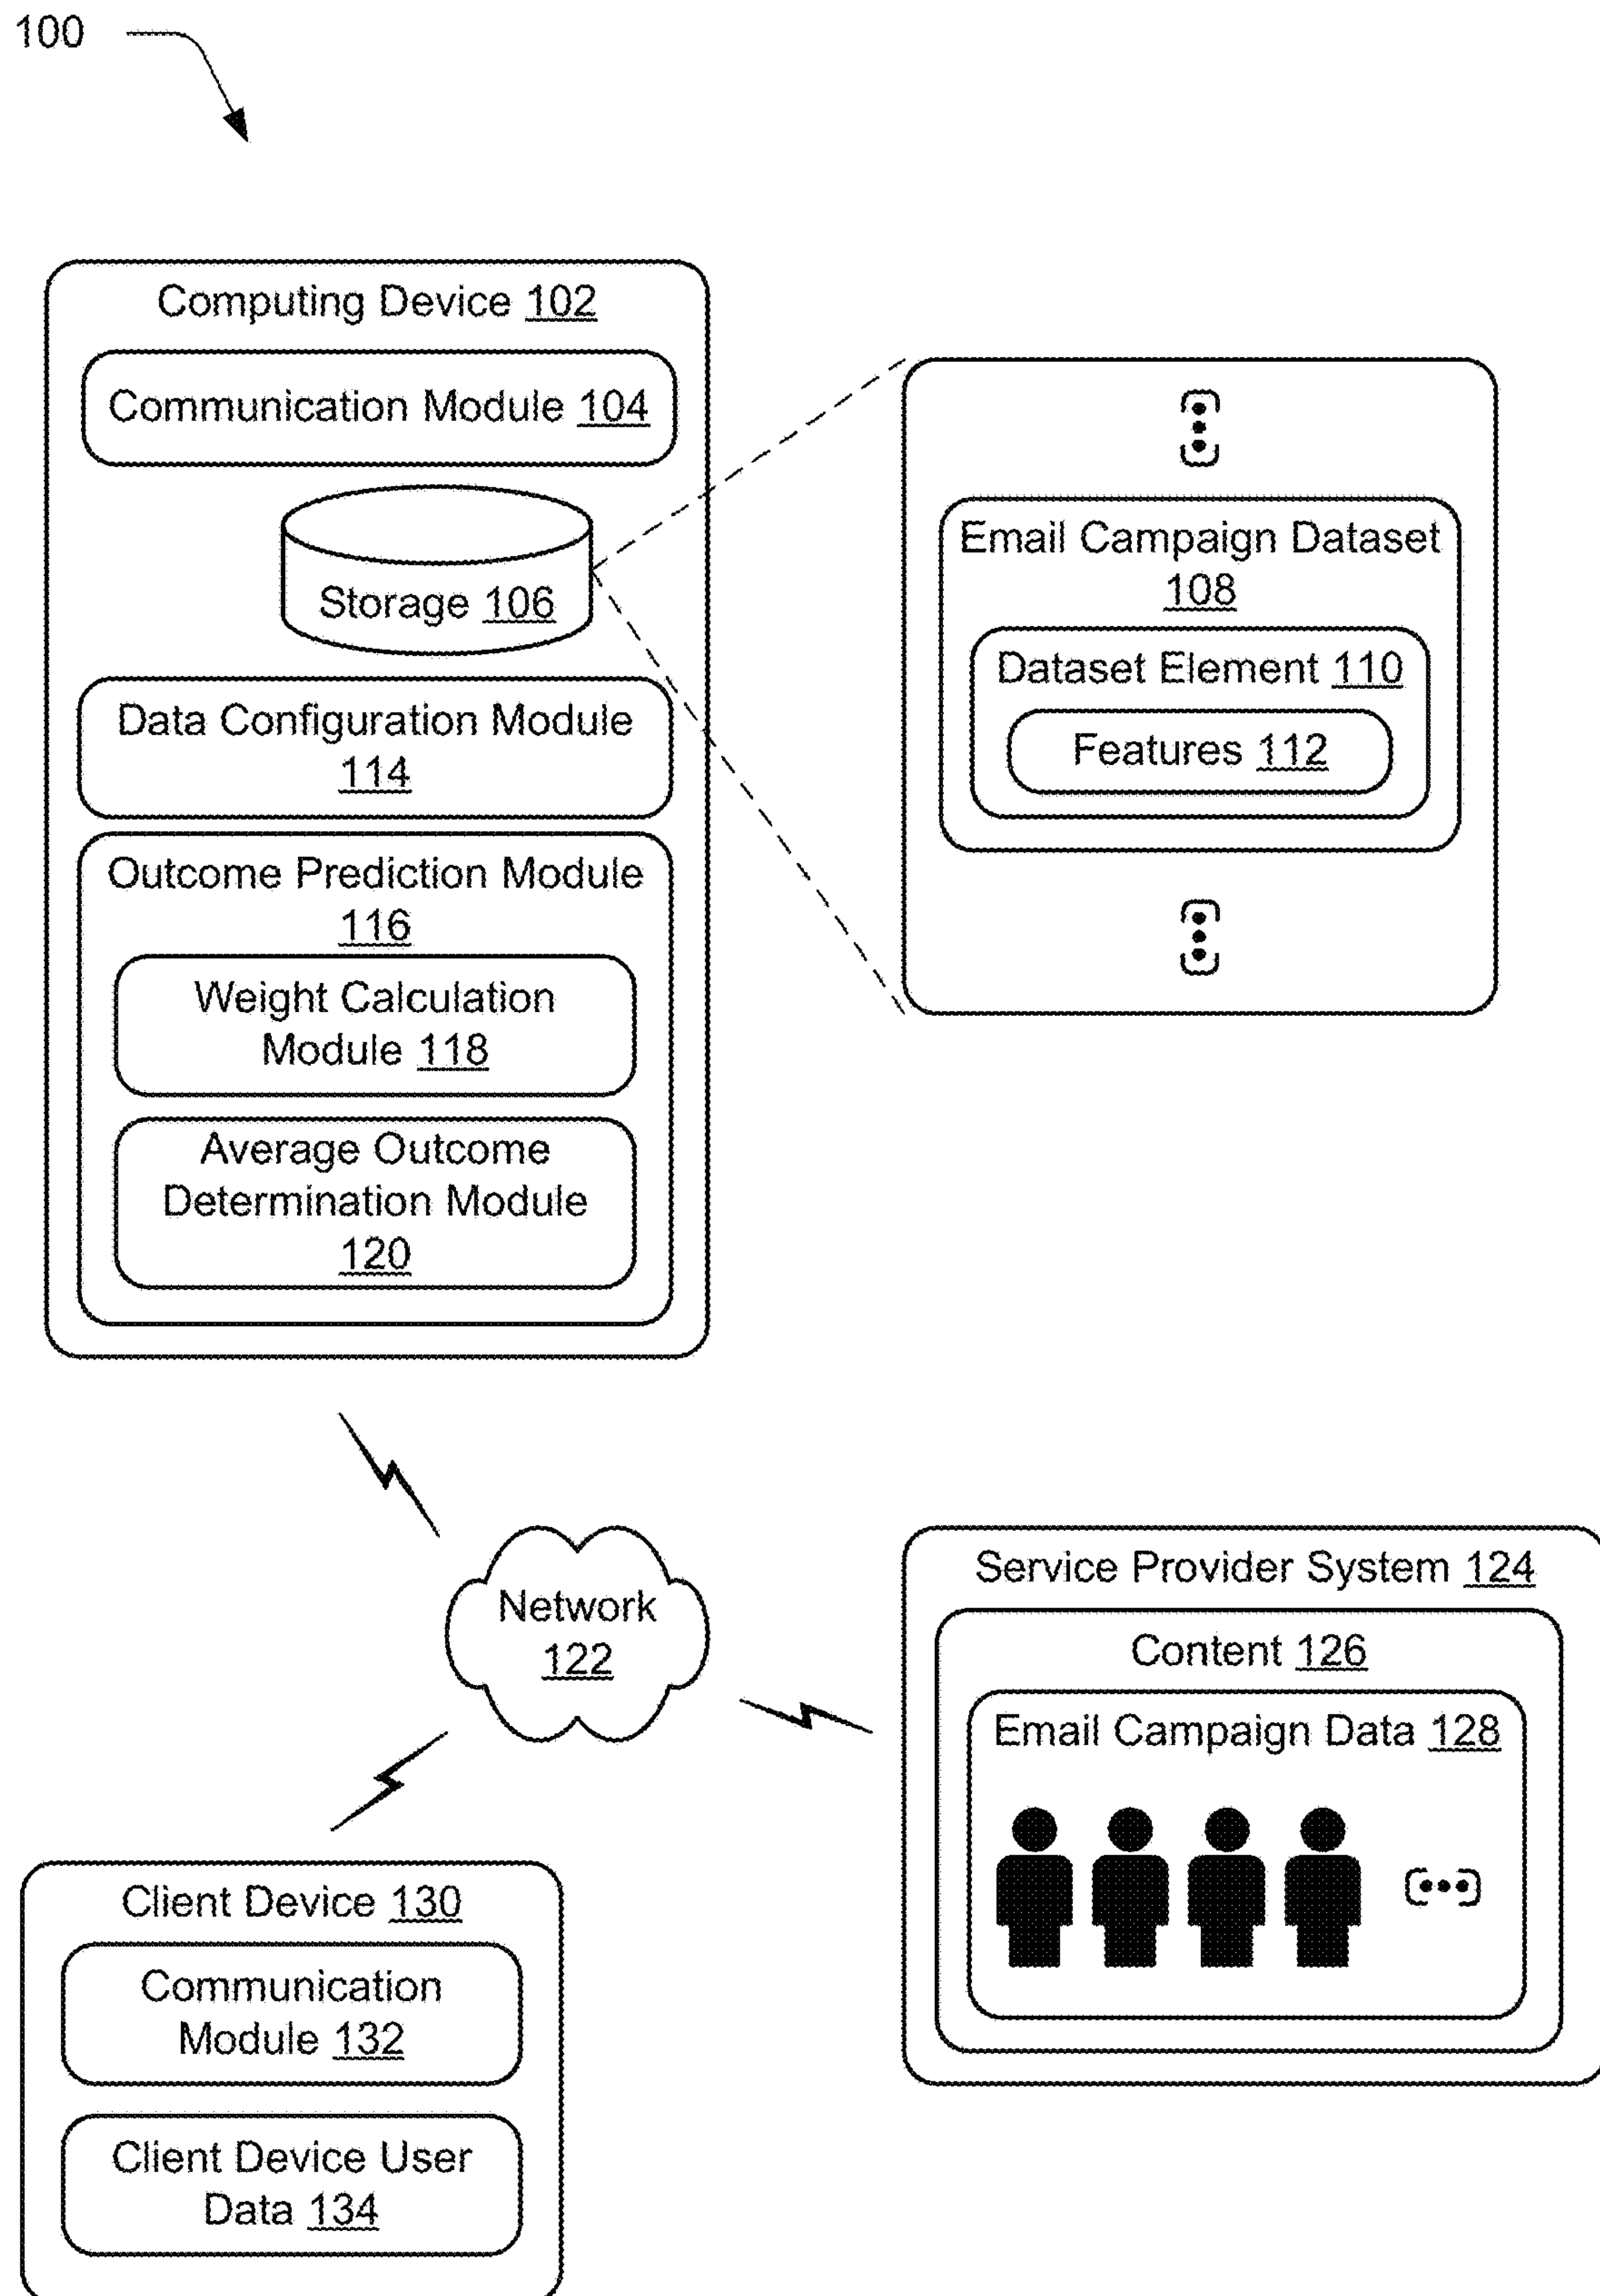 100
Computing Device 102
Communication Module 104
Storage 106
Data Configuration Module
114
Outcome Prediction Module
116
Weight Calculation
Module 118
Average Outcome
Determination Module
120
Email Campaign Dataset
108
Dataset Element 110
Features 112
Network
122
Service Provider System 124
Content 126
Email Campaign Data 128
Client Device 130
Communication
Module 132
Client Device User
Data 134